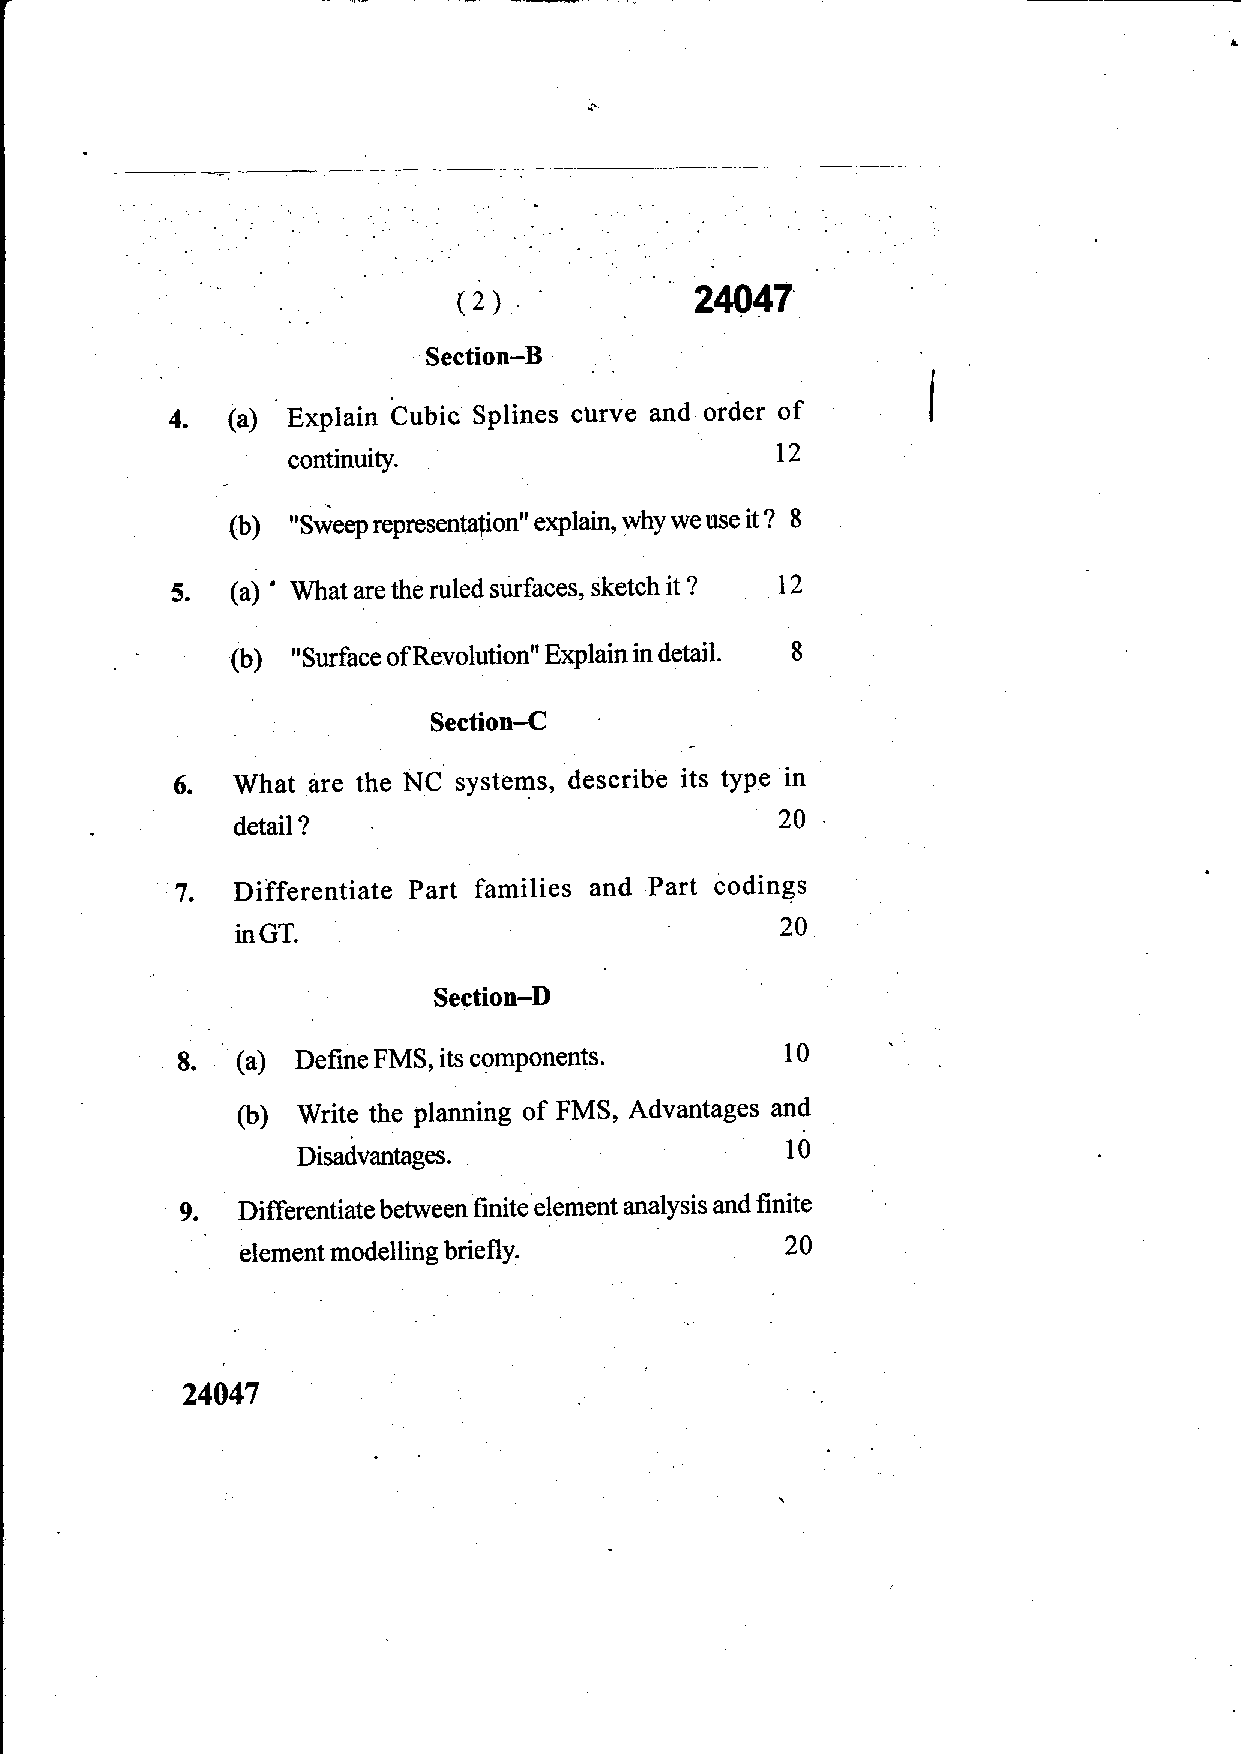 (2) 24047
Section–B
4. (a) Explain Cubic Splines curve and order of
continuity. 12
(b) "Sweep representation" explain, why we use it ? 8
5. (a) What are the ruled surfaces, sketch it ? 12
(b) "Surface of Revolution" Explain in detail. 8
Section–C
6. What are the NC systems, describe its type in
detail ? 20
7. Differentiate Part families and Part codings
in GT. 20
Section–D
8. (a) Define FMS, its components. 10
(b) Write the planning of FMS, Advantages and
Disadvantages. 10
9. Differentiate between finite element analysis and finite
element modelling briefly. 20
24047